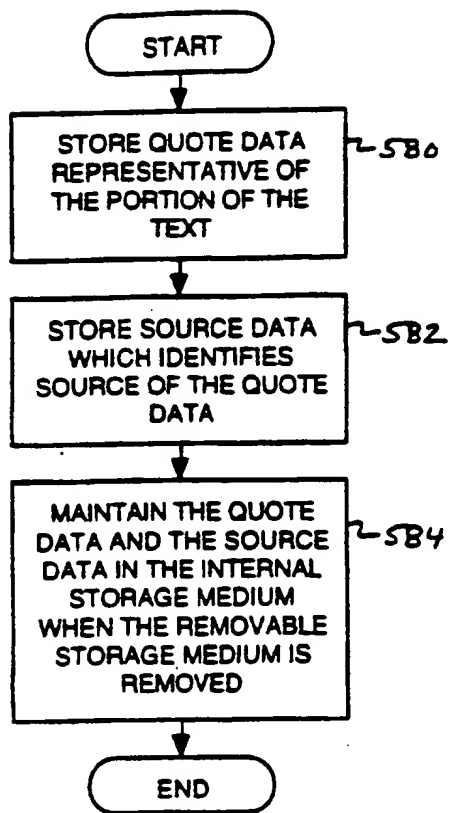 START
STORE QUOTE DATA
580
REPRESENTATIVE
OF THE
PORTION OF THE
TEXT
STORE SOURCE DATA
582
WHICH IDENTIFIES
SOURCE OF THE QUOTE
DATA
MAINTAIN THE QUOTE
584
DATA AND THE SOURCE
DATA IN THE INTERNAL
STORAGE MEDIUM
WHEN THE REMOVABLE
STORAGE MEDIUM IS
REMOVED
END